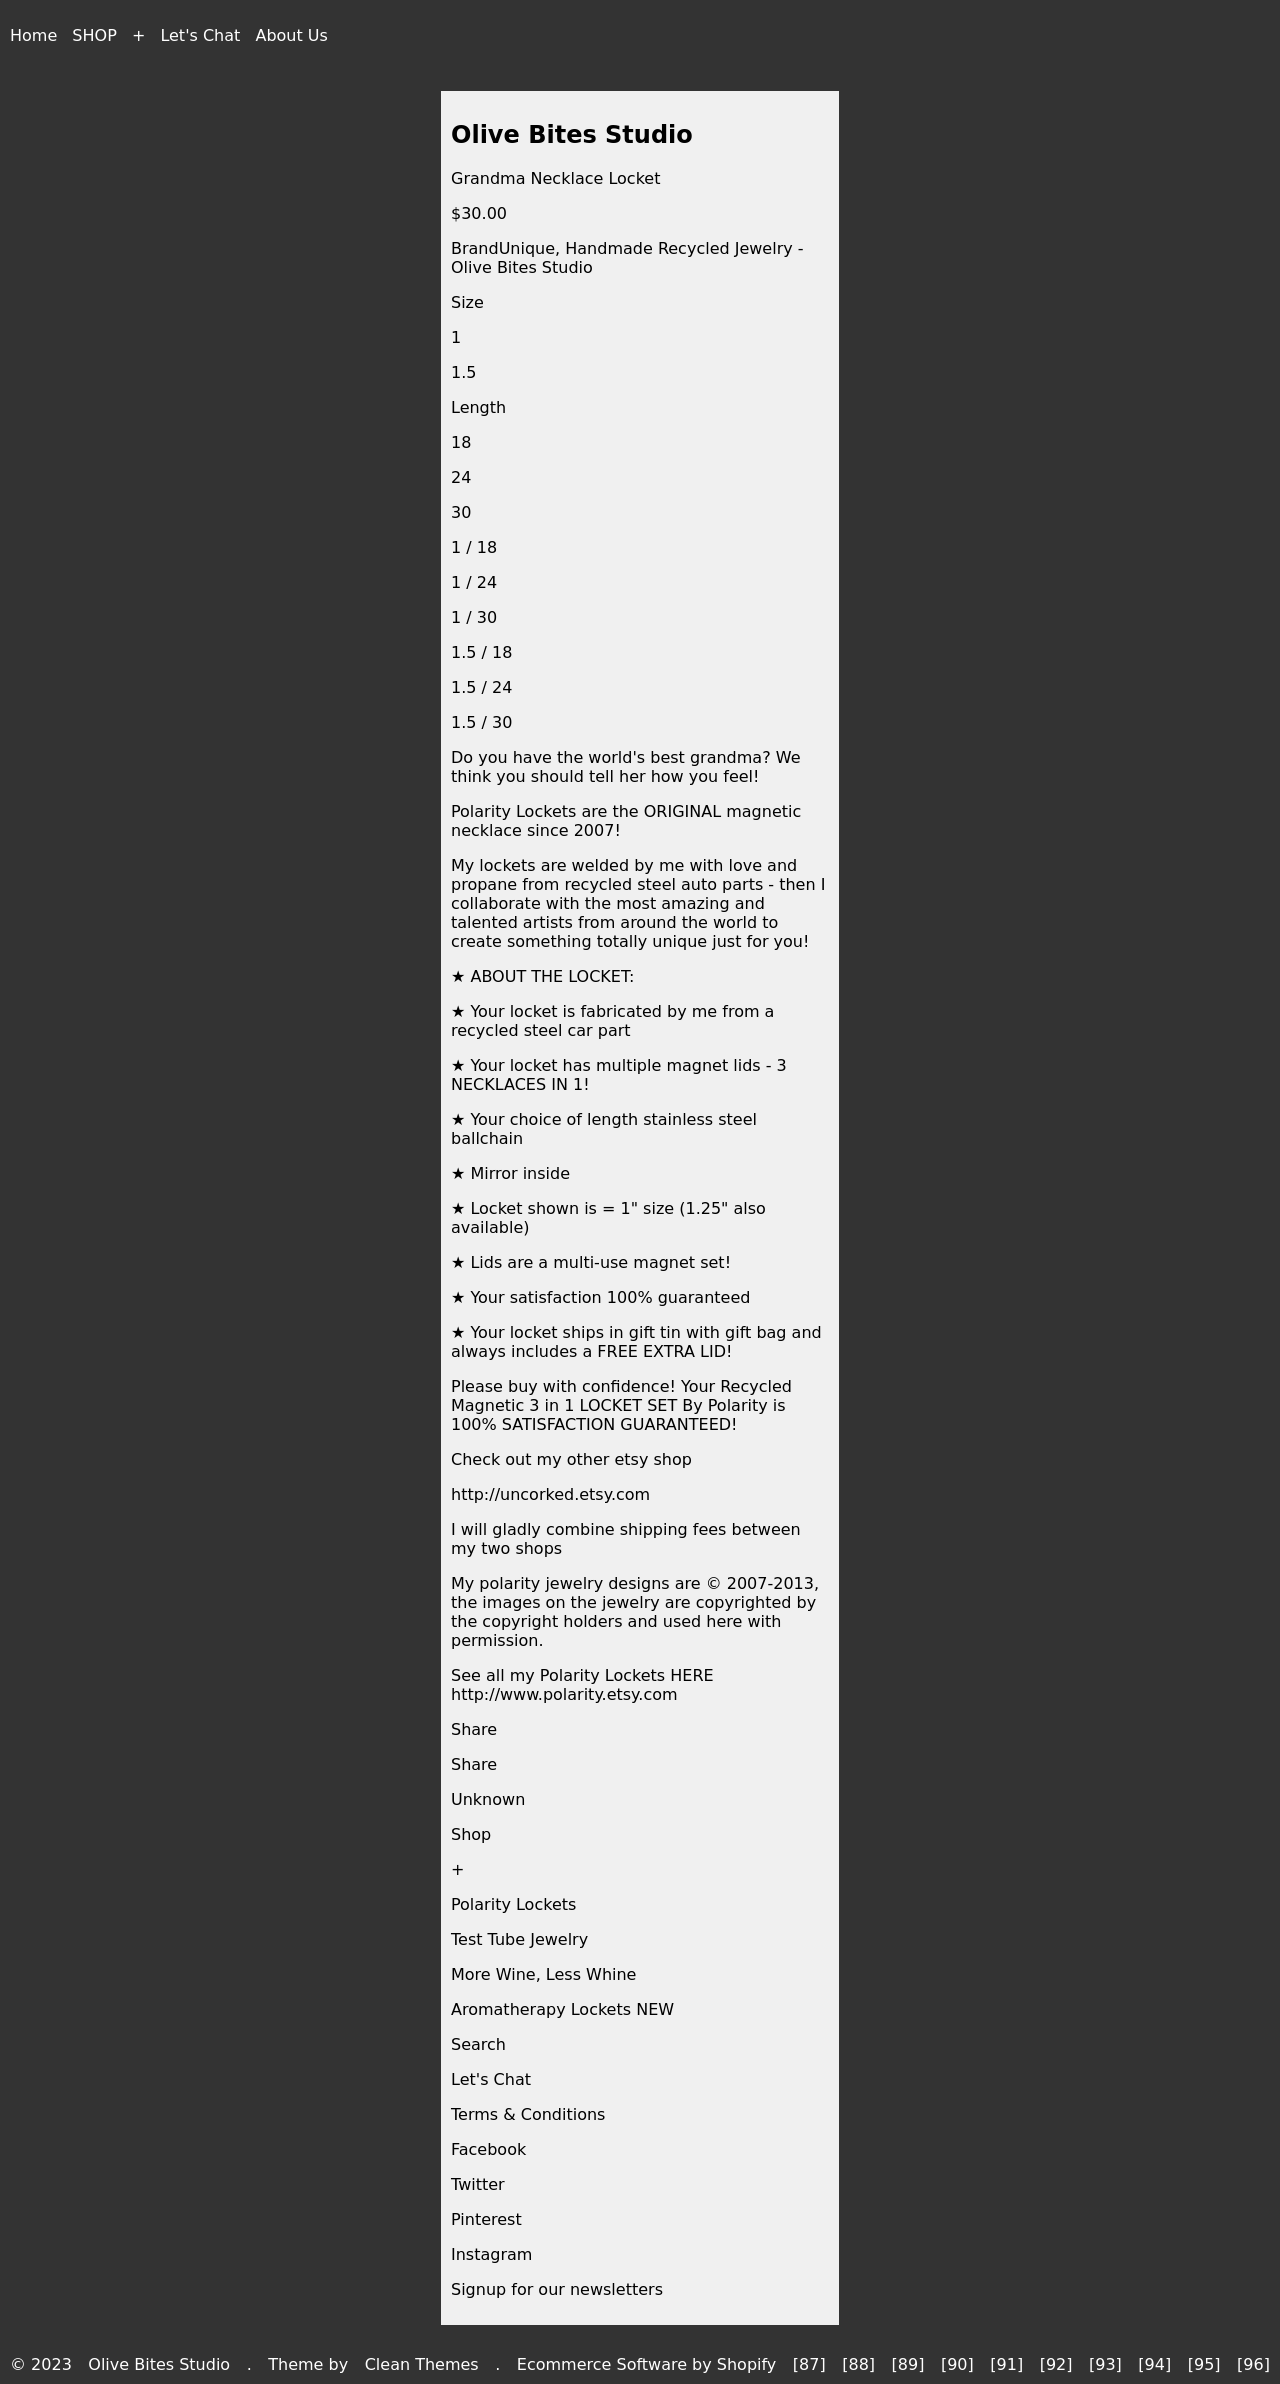 Home SHOP + Let's Chat About Us
Olive Bites Studio
Grandma Necklace Locket
$30.00
BrandUnique, Handmade Recycled Jewelry -
Olive Bites Studio
Size
1
1.5
Length
18
24
30
1 / 18
1 / 24
1 / 30
1.5 / 18
1.5 / 24
1.5 / 30
Do you have the world's best grandma? We
think you should tell her how you feel!
Polarity Lockets are the ORIGINAL magnetic
necklace since 2007!
My lockets are welded by me with love and
propane from recycled steel auto parts - then I
collaborate with the most amazing and
talented artists from around the world to
create something totally unique just for you!
★ ABOUT THE LOCKET:
★ Your locket is fabricated by me from a
recycled steel car part
★ Your locket has multiple magnet lids - 3
NECKLACES IN 1!
★ Your choice of length stainless steel
ballchain
★ Mirror inside
★ Locket shown is = 1" size (1.25" also
available)
★ Lids are a multi-use magnet set!
★ Your satisfaction 100% guaranteed
★ Your locket ships in gift tin with gift bag and
always includes a FREE EXTRA LID!
Please buy with confidence! Your Recycled
Magnetic 3 in 1 LOCKET SET By Polarity is
100% SATISFACTION GUARANTEED!
Check out my other etsy shop
http://uncorked.etsy.com
I will gladly combine shipping fees between
my two shops
My polarity jewelry designs are © 2007-2013,
the images on the jewelry are copyrighted by
the copyright holders and used here with
permission.
See all my Polarity Lockets HERE
http://www.polarity.etsy.com
Share
Share
Unknown
Shop
+
Polarity Lockets
Test Tube Jewelry
More Wine, Less Whine
Aromatherapy Lockets NEW
Search
Let's Chat
Terms & Conditions
Facebook
Twitter
Pinterest
Instagram
Signup for our newsletters
© 2023 Olive Bites Studio . Theme by Clean Themes . Ecommerce Software by Shopify [87] [88] [89] [90] [91] [92] [93] [94] [95] [96]